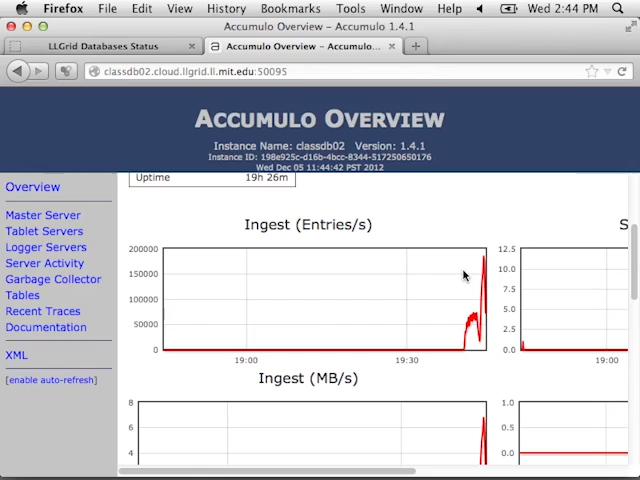 Firefox File Edit View History Bookmarks Tools Window Help Wed 2:44 PM
Accumulo Overview – Accumulo 1.4.1
LLGrid Databases Status × Accumulo Overview – Accumulo... × +
classdb02.cloud.llgrid.ll.mit.edu:50095
ACCUMULO OVERVIEW
Instance Name: classdb02 Version: 1.4.1
Instance ID: 198e925c-d16b-4bcc-8344-517250650176
Wed Dec 05 11:44:42 PST 2012
Overview
Master Server
Tablet Servers
Logger Servers
Server Activity
Garbage Collector
Tables
Recent Traces
Documentation
XML
[enable auto-refresh]
Uptime 19h 26m
Ingest (Entries/s)
200000
150000
100000
50000
0
19:00 19:30
S
12.5
10.0
7.5
5.0
2.5
0.0
19:00
Ingest (MB/s)
8
6
4
1.0
0.5
0.0